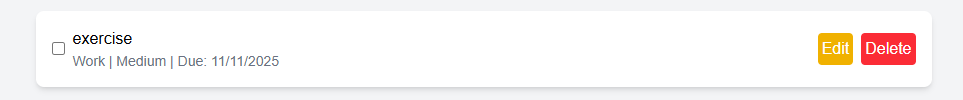 exercise
Work | Medium | Due: 11/11/2025
Edit Delete